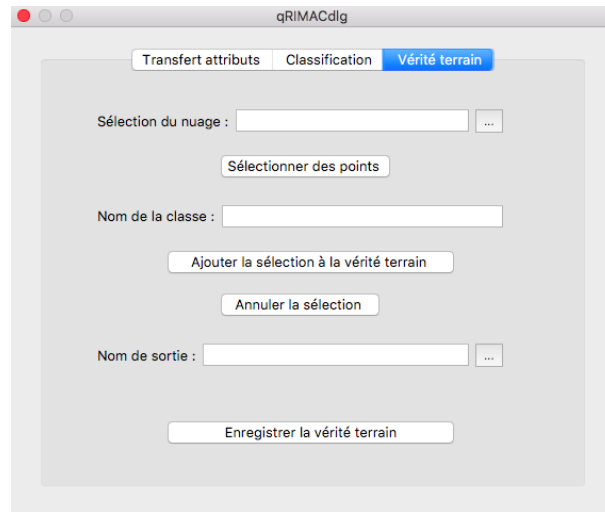 qRIMACdlg
Transfert attributs Classification Vérité terrain
Sélection du nuage : ...
Sélectionner des points
Nom de la classe :
Ajouter la sélection à la vérité terrain
Annuler la sélection
Nom de sortie : ...
Enregistrer la vérité terrain